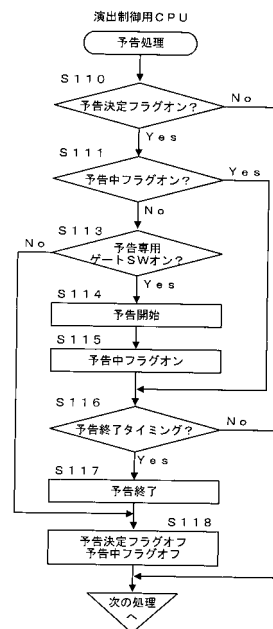 演出制御用CPU
予告処理
S110
予告決定フラグオン？
No
Yes
S111
予告中フラグオン？
Yes
No
S113
No
予告専用
ゲートSWオン？
Yes
S114
予告開始
S115
予告中フラグオン
S116
予告終了タイミング？
No
Yes
S117
予告終了
S118
予告決定フラグオフ
予告中フラグオフ
次の処理
へ